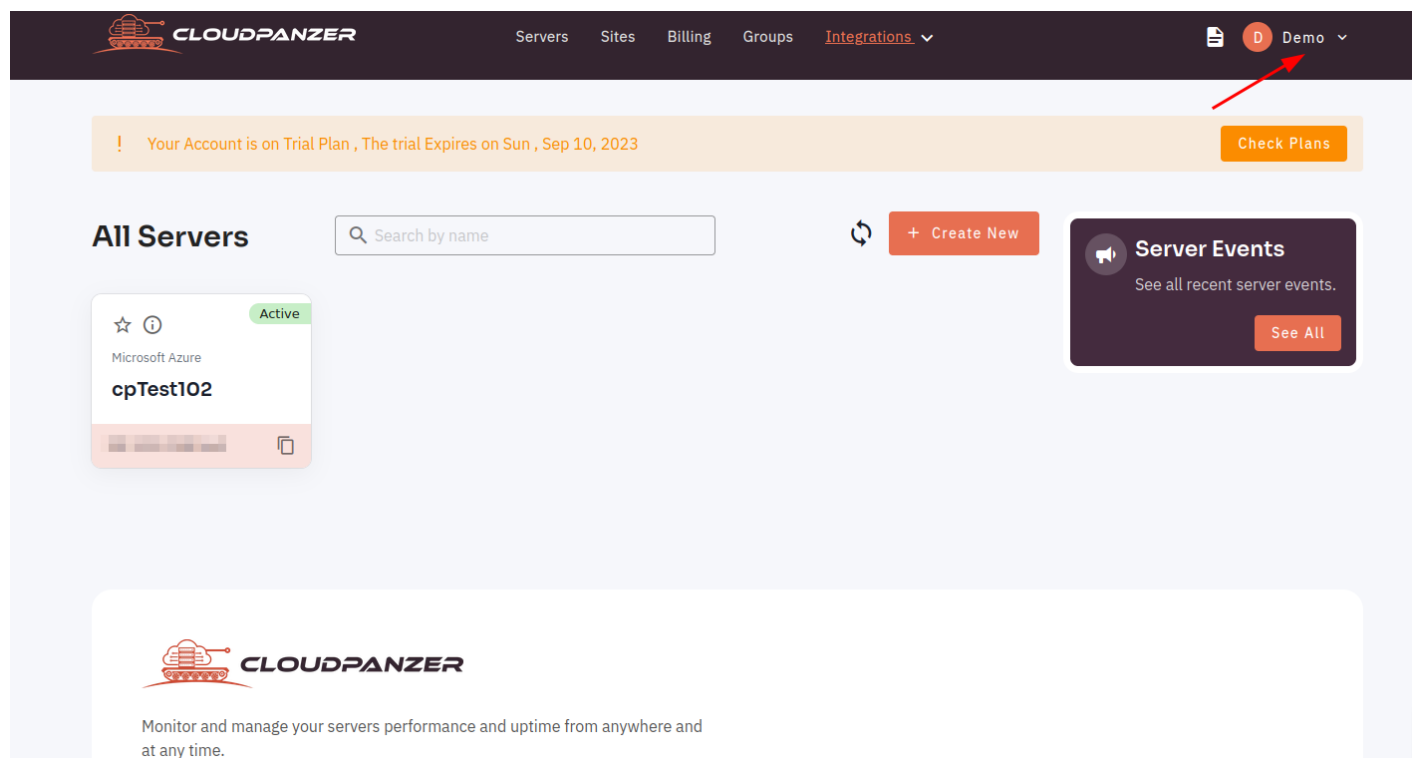 CLOUDPANZER
Servers Sites Billing Groups Integrations
D Demo
! Your Account is on Trial Plan , The trial Expires on Sun , Sep 10, 2023
Check Plans
All Servers
Search by name
+ Create New
Active
Microsoft Azure
cpTest102
Server Events
See all recent server events.
See All
CLOUDPANZER
Monitor and manage your servers performance and uptime from anywhere and
at any time.